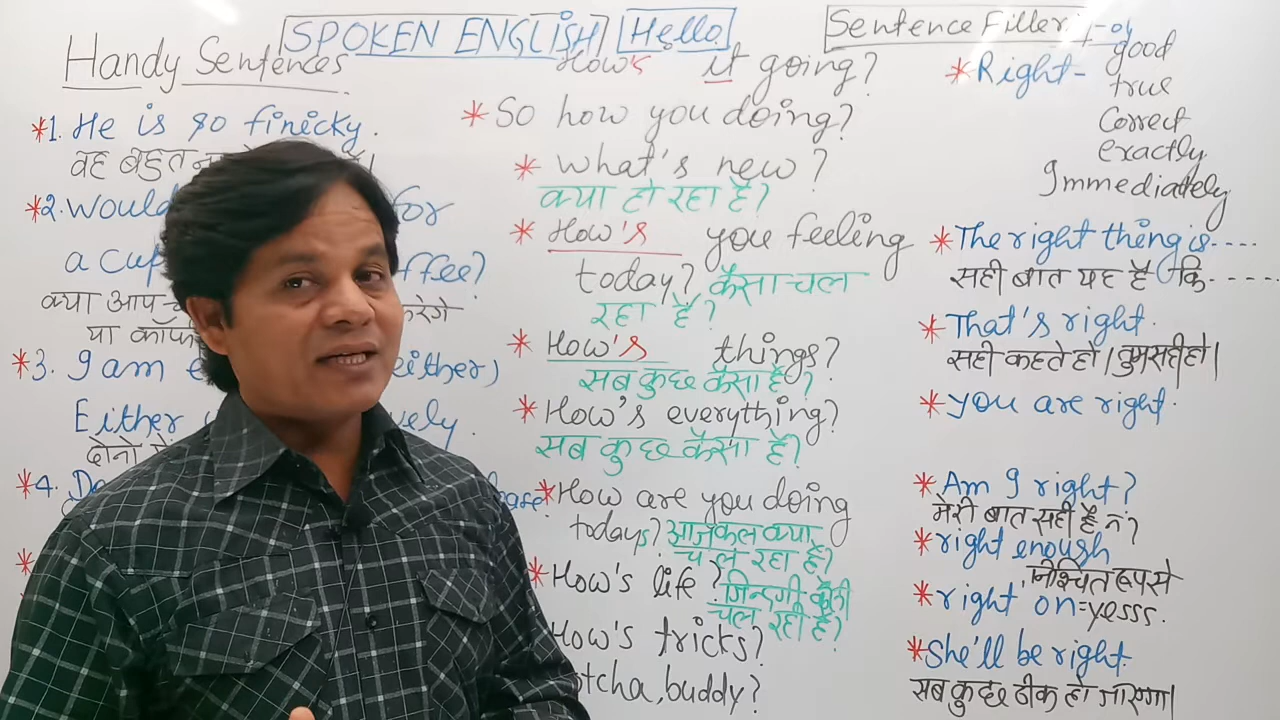 SPOKEN ENGLISH Hello
Handy Sentences
*1. He is so finicky.
वह बहुत
*2. would for
a cup ffee?
क्या आप करेगे
या
*3. I am either)
Either
दोनो
*4.
How's it going?
*So how you doing?
*What's new?
क्या हो रहा है?
*How's you feeling
today? कैसा चल
रहा है?
*How's things?
सब कुछ कैसा है?
*How's everything?
सब कुछ कैसा है?
*How are you doing
todays? आजकल क्या
चल रहा है?
*How's life? जिन्दगी कैसी
चल रही है?
How's tricks?
otcha, buddy?
Sentence Filler:
*Right- good
true
Correct
exactly
Immediately
*The right thing is....
सही बात यह है कि.....
*That's right.
सही कहते हो। तुम सही हो।
*you are right.
*Am I right?
मेरी बात सही है न?
*right enough
निश्चित रूप से
*right on=yesss.
*She'll be right.
सब कुछ ठीक हो जाएगा।